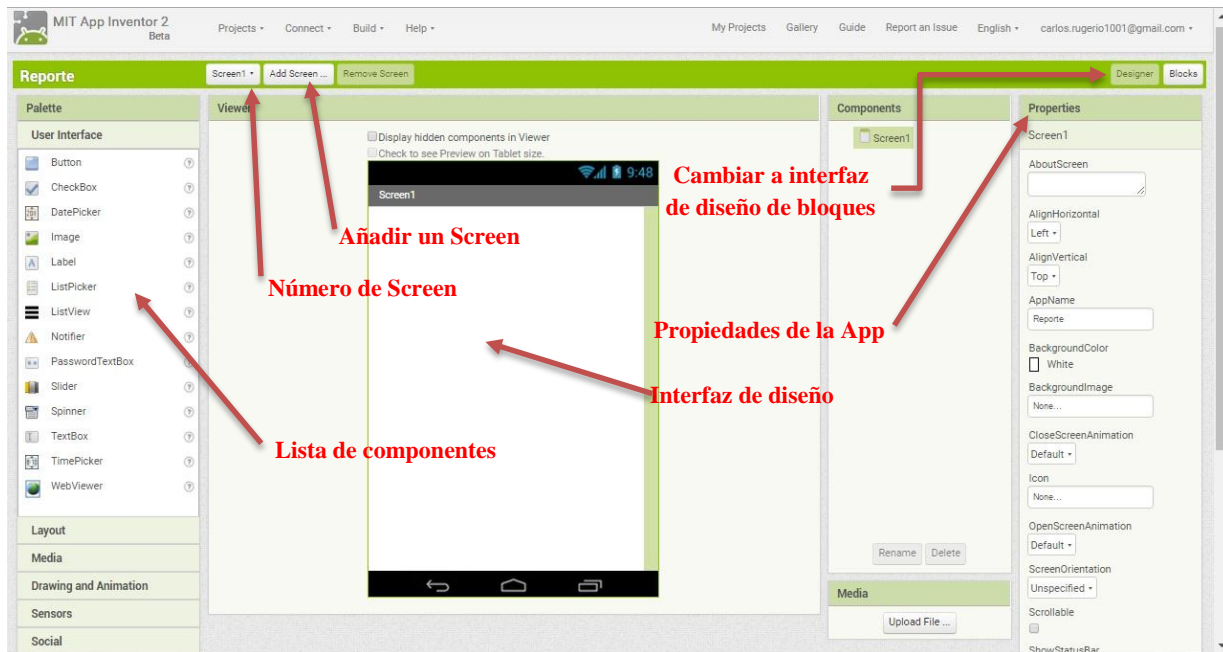 MIT App Inventor 2
Beta
Projects
Connect
Build
Help
My Projects
Gallery
Guide
Report an Issue
English
carlos.rugerio1001@gmail.com
Reporte
Screen1
Add Screen ...
Remove Screen
Designer
Blocks
Palette
User Interface
Button
CheckBox
DatePicker
Image
Label
ListPicker
ListView
Notifier
PasswordTextBox
Slider
Spinner
TextBox
TimePicker
WebViewer
Layout
Media
Drawing and Animation
Sensors
Social
Viewer
Display hidden components in Viewer
Check to see Preview on Tablet size.
9:48
Screen1
Añadir un Screen
Número de Screen
Lista de componentes
Cambiar a interfaz
de diseño de bloques
Propiedades de la App
Interfaz de diseño
Components
Screen1
Rename
Delete
Media
Upload File ...
Properties
Screen1
AboutScreen
AlignHorizontal
Left
AlignVertical
Top
AppName
Reporte
BackgroundColor
White
BackgroundImage
None...
CloseScreenAnimation
Default
Icon
None...
OpenScreenAnimation
Default
ScreenOrientation
Unspecified
Scrollable
ShowStatusBar